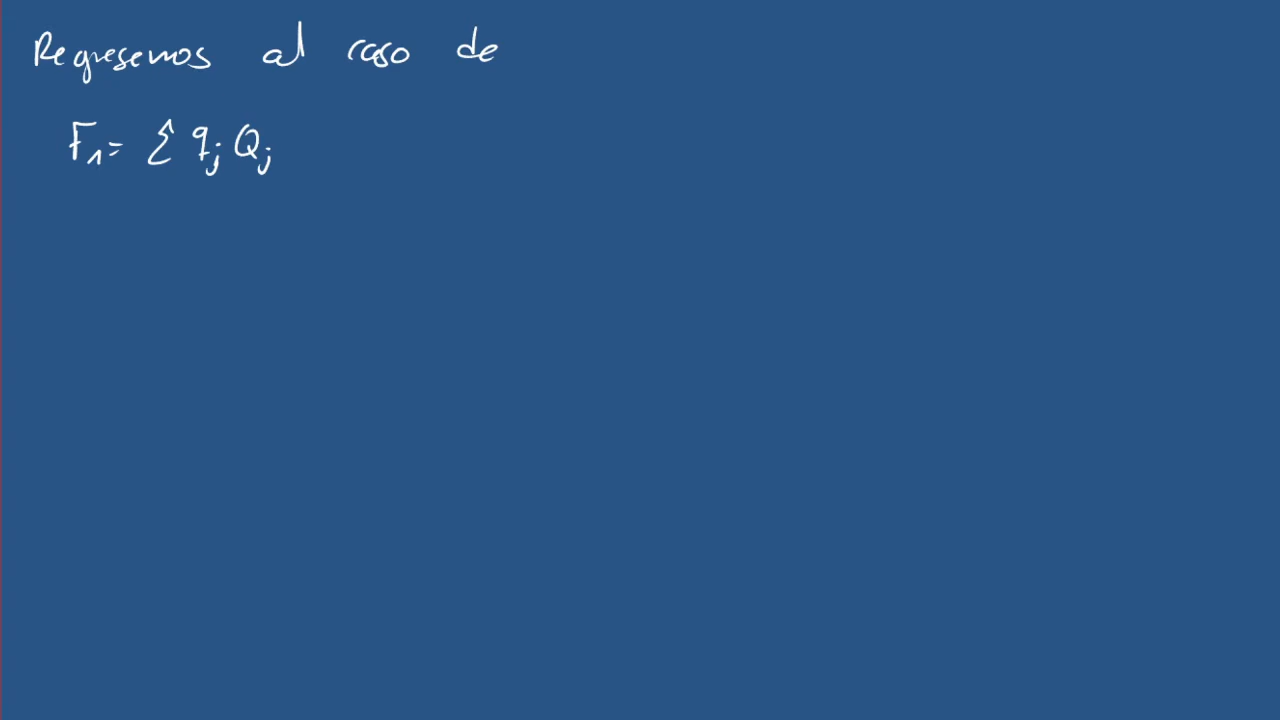 Regresemos al caso de
F₁ = Σ qⱼ Qⱼ